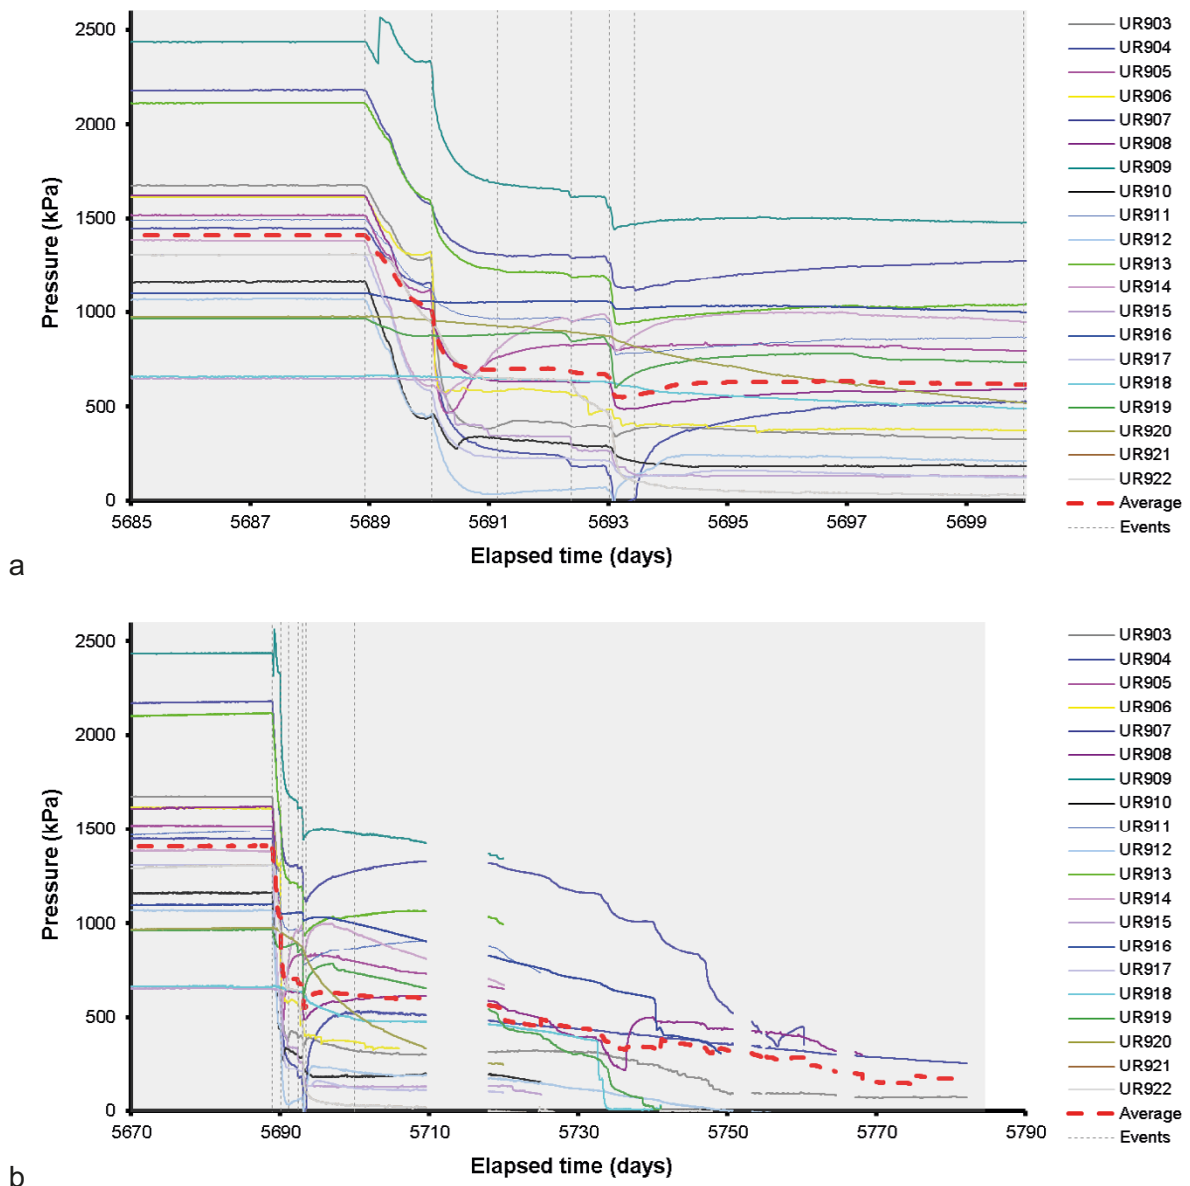 2500
2000
1500
1000
500
0
Pressure (kPa)
5685 5687 5689 5691 5693 5695 5697 5699
Elapsed time (days)
UR903
UR904
UR905
UR906
UR907
UR908
UR909
UR910
UR911
UR912
UR913
UR914
UR915
UR916
UR917
UR918
UR919
UR920
UR921
UR922
Average
Events
a
2500
2000
1500
1000
500
0
Pressure (kPa)
5670 5690 5710 5730 5750 5770 5790
Elapsed time (days)
UR903
UR904
UR905
UR906
UR907
UR908
UR909
UR910
UR911
UR912
UR913
UR914
UR915
UR916
UR917
UR918
UR919
UR920
UR921
UR922
Average
Events
b